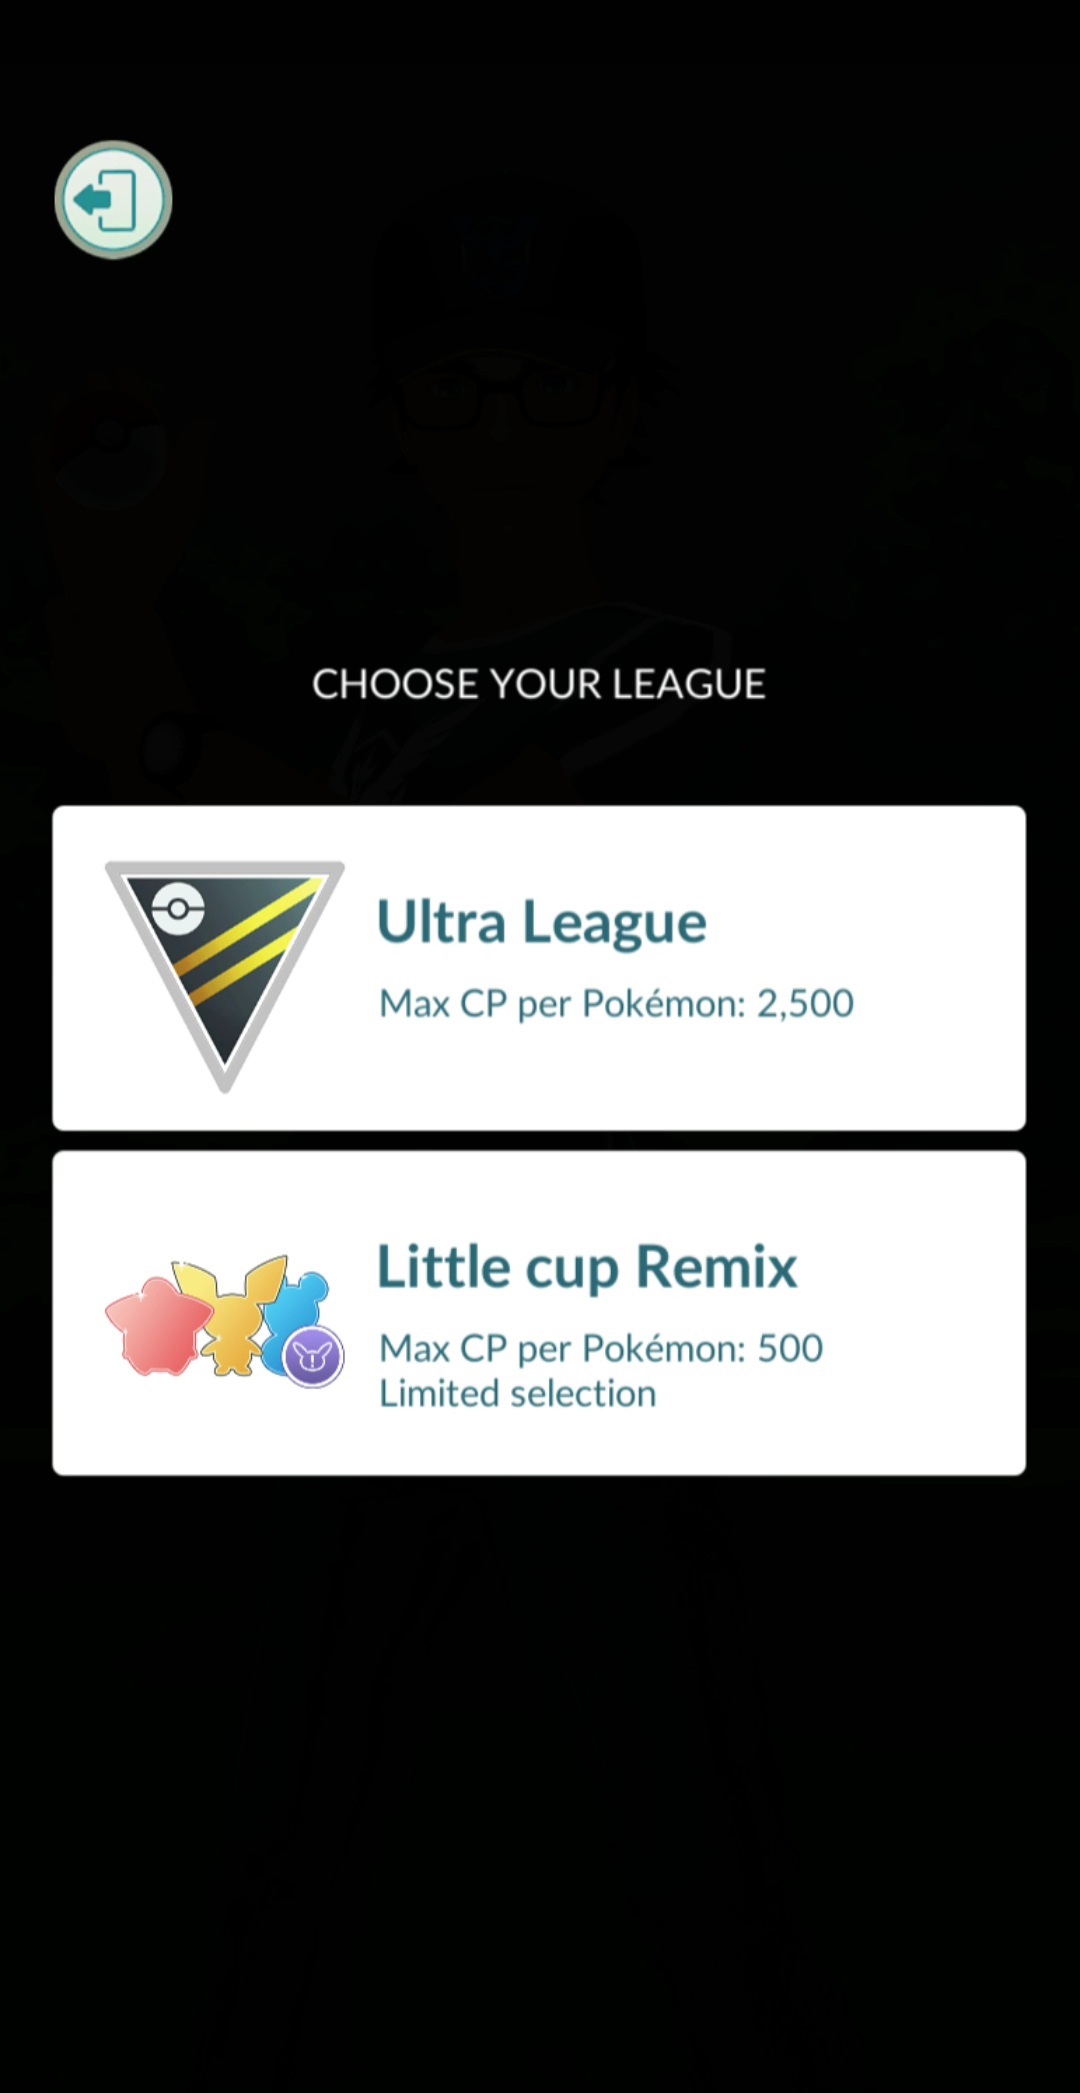 CHOOSE YOUR LEAGUE
Ultra League
Max CP per Pokémon: 2,500
Little cup Remix
Max CP per Pokémon: 500
Limited selection